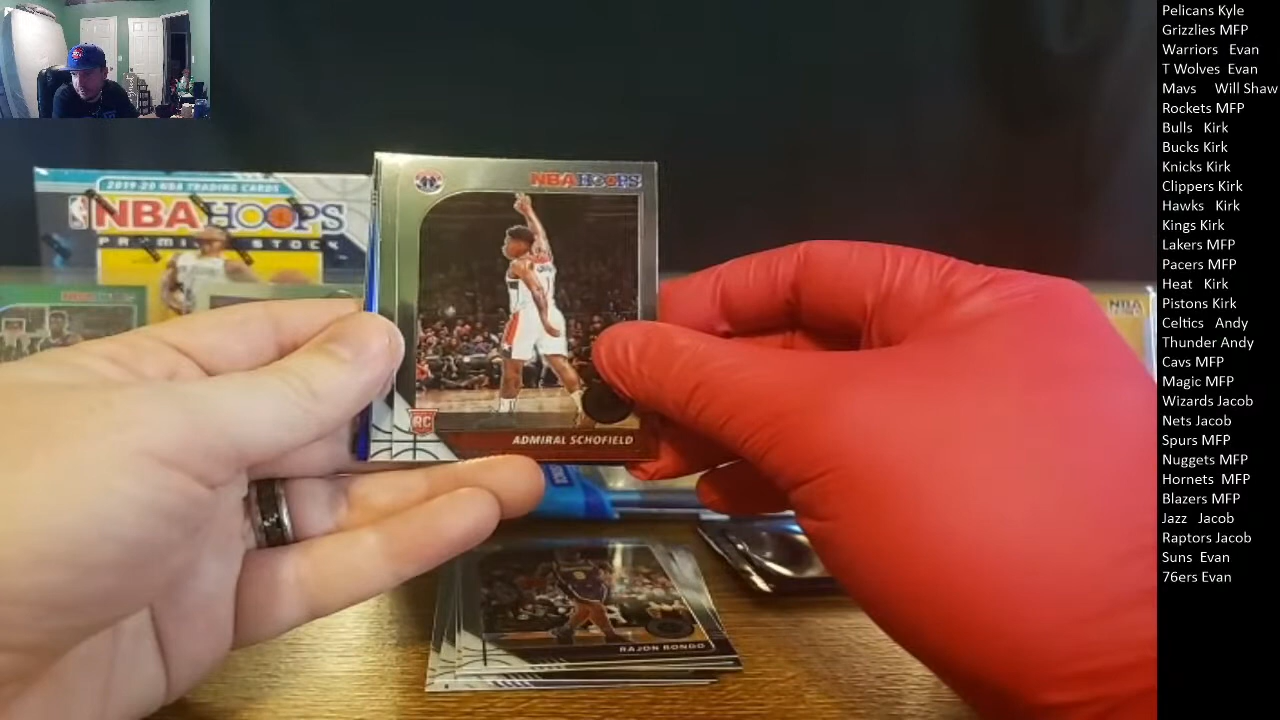 2019-20 NBA TRADING CARDS
NBA HOOPS
PREMIUM STOCK
NBA HOOPS
RC
ADMIRAL SCHOFIELD
RAJON RONDO
NBA
Pelicans Kyle
Grizzlies MFP
Warriors Evan
T Wolves Evan
Mavs Will Shaw
Rockets MFP
Bulls Kirk
Bucks Kirk
Knicks Kirk
Clippers Kirk
Hawks Kirk
Kings Kirk
Lakers MFP
Pacers MFP
Heat Kirk
Pistons Kirk
Celtics Andy
Thunder Andy
Cavs MFP
Magic MFP
Wizards Jacob
Nets Jacob
Spurs MFP
Nuggets MFP
Hornets MFP
Blazers MFP
Jazz Jacob
Raptors Jacob
Suns Evan
76ers Evan